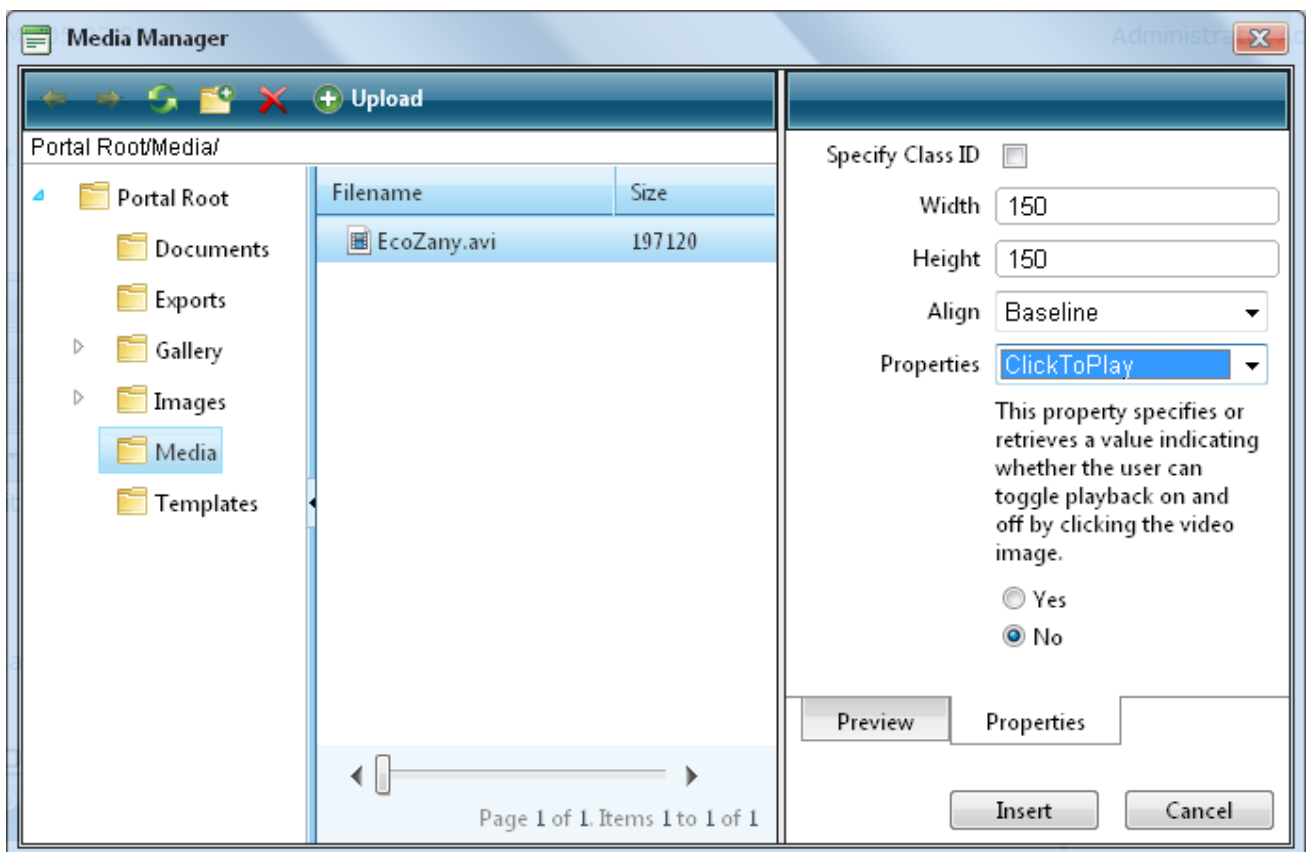 Media Manager
Administra
Upload
Portal Root/Media/
Portal Root
Documents
Exports
Gallery
Images
Media
Templates
Filename Size
EcoZany.avi 197120
Page 1 of 1. Items 1 to 1 of 1
Specify Class ID
Width 150
Height 150
Align Baseline
Properties ClickToPlay
This property specifies or
retrieves a value indicating
whether the user can
toggle playback on and
off by clicking the video
image.
Yes
No
Preview Properties
Insert Cancel